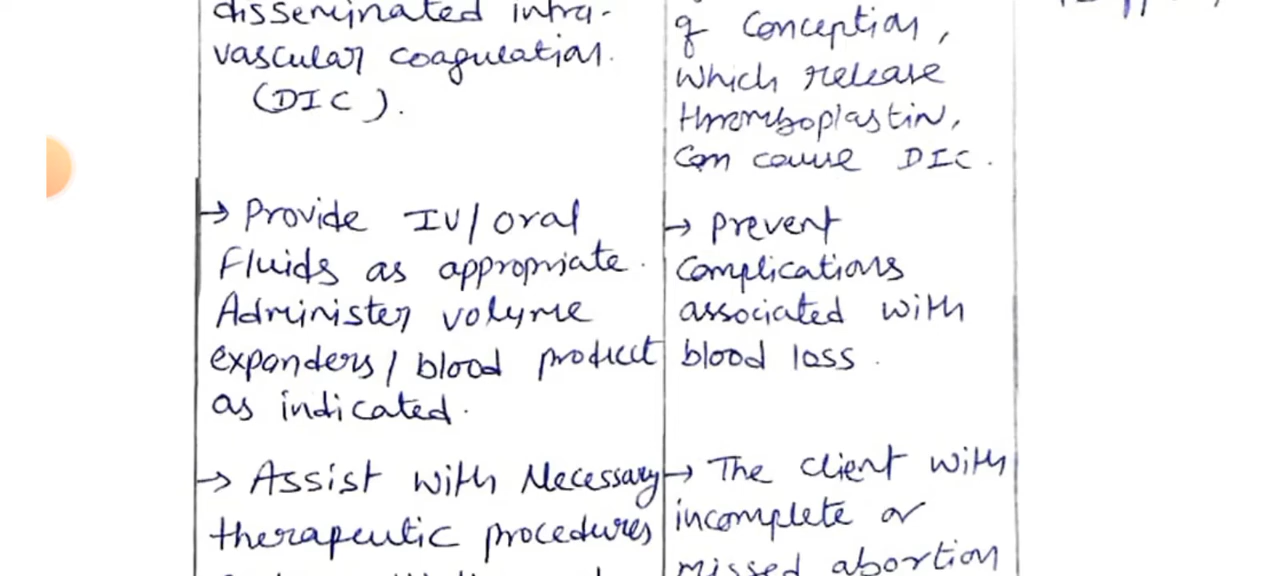 disseminated intra-
vascular coagulation.
(DIC).
→ Provide IV/oral
Fluids as appropriate.
Administer volume
expanders/blood product
as indicated.
→ Assist with Necessary
therapeutic procedures
of conception,
which release
thromboplastin,
can cause DIC.
→ prevent
complications
associated with
blood loss.
→ The client with
incomplete or
missed abortion